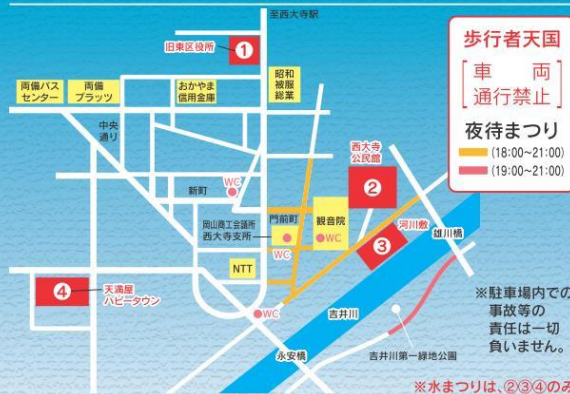 至西大寺駅
旧東区役所
1
両備バス
センター
両備
プラッツ
おかやま
信用金庫
昭和
被服
総業
中央
通り
新町
WC
西大寺
公民館
2
岡山商工会議所
西大寺支所
門前町
WC
観音院
WC
河川敷
3
雄川橋
NTT
4
天満屋
ハピータウン
WC
吉井川
永安橋
吉井川第一緑地公園
歩行者天国
車 両
通行禁止
夜待まつり
(18:00~21:00)
(19:00~21:00)
※駐車場内での
事故等の
責任は一切
負いません。
※水まつりは、②③④のみ